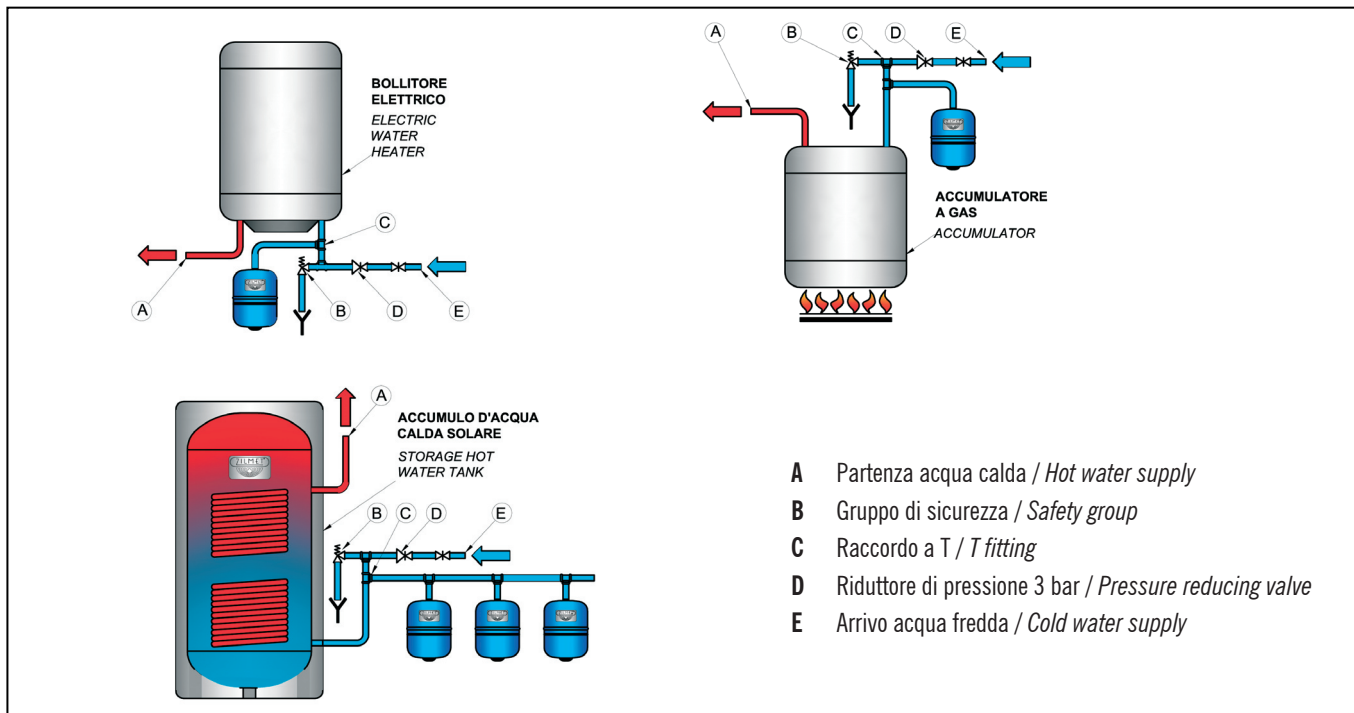 BOLLITORE
ELETTRICO
ELECTRIC
WATER
HEATER
C
A
B
D
E
A
B
C
D
E
ZILMET
ACCUMULATORE
A GAS
ACCUMULATOR
A
ACCUMULO D'ACQUA
CALDA SOLARE
STORAGE HOT
WATER TANK
ZILMET
B
C
D
E
A Partenza acqua calda / Hot water supply
B Gruppo di sicurezza / Safety group
C Raccordo a T / T fitting
D Riduttore di pressione 3 bar / Pressure reducing valve
E Arrivo acqua fredda / Cold water supply